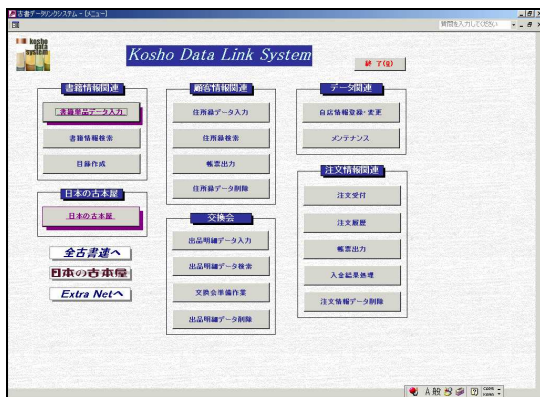 古書データリンクシステム - [メニュー]
質問を入力してください
kosho
data
system
Kosho Data Link System
終 了(Q)
書籍情報関連
書籍単品データ入力
書籍情報検索
目録作成
日本の古本屋
日本の古本屋
全古書連へ
日本の古本屋
Extra Netへ
顧客情報関連
住所録データ入力
住所録検索
帳票出力
住所録データ削除
交換会
出品明細データ入力
出品明細データ検索
交換会準備作業
出品明細データ削除
データ関連
自店情報登録・変更
メンテナンス
注文情報関連
注文受付
注文履歴
帳票出力
入金結果処理
注文情報データ削除
A 般
CAPS
KANA